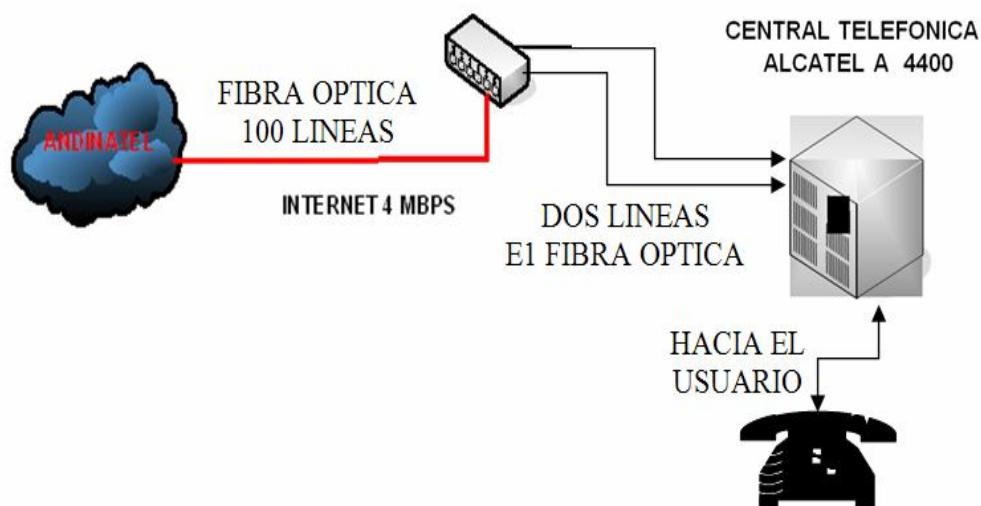 CENTRAL TELEFONICA
ALCATEL A 4400
FIBRA OPTICA
100 LINEAS
ANDINATEL
INTERNET 4 MBPS
DOS LINEAS
E1 FIBRA OPTICA
HACIA EL
USUARIO